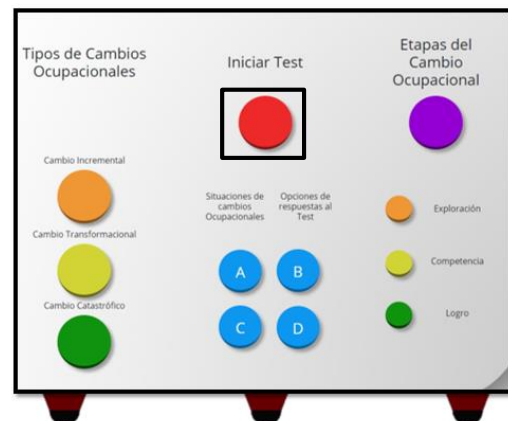 Tipos de Cambios
Ocupacionales
Iniciar Test
Etapas del
Cambio
Ocupacional
Cambio Incremental
Cambio Transformacional
Cambio Catastrófico
Situaciones de
cambios
Ocupacionales
Opciones de
respuestas al
Test
A
B
C
D
Exploración
Competencia
Logro